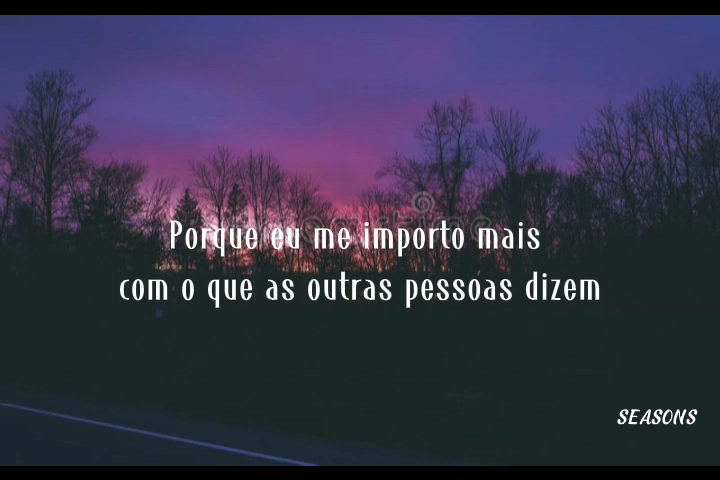 Porque eu me importo mais
com o que as outras pessoas dizem
SEASONS